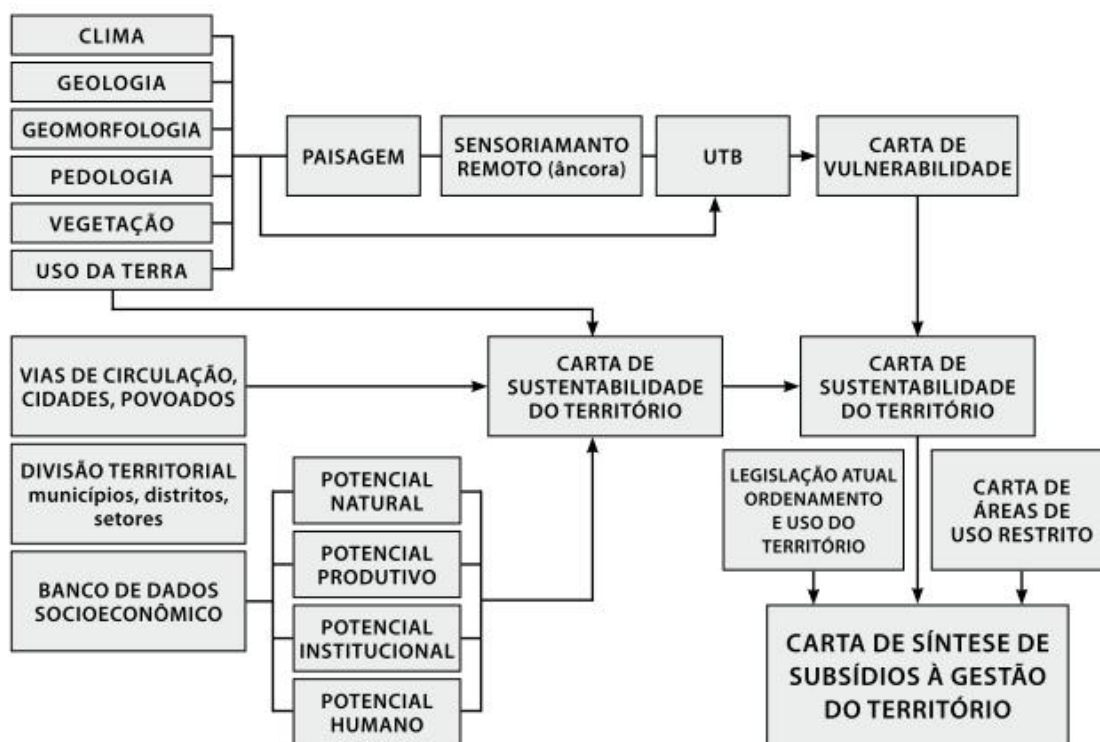 CLIMA
GEOLOGIA
GEOMORFOLOGIA
PEDOLOGIA
VEGETAÇÃO
USO DA TERRA
PAISAGEM
SENSORIAMANTO
REMOTO (âncora)
UTB
CARTA DE
VULNERABILIDADE
VIAS DE CIRCULAÇÃO,
CIDADES, POVOADOS
DIVISÃO TERRITORIAL
municípios, distritos,
setores
BANCO DE DADOS
SOCIOECONÔMICO
POTENCIAL
NATURAL
POTENCIAL
PRODUTIVO
POTENCIAL
INSTITUCIONAL
POTENCIAL
HUMANO
CARTA DE
SUSTENTABILIDADE
DO TERRITÓRIO
CARTA DE
SUSTENTABILIDADE
DO TERRITÓRIO
LEGISLAÇÃO ATUAL
ORDENAMENTO
E USO DO
TERRITÓRIO
CARTA DE
ÁREAS DE
USO RESTRITO
CARTA DE SÍNTESE DE
SUBSÍDIOS À GESTÃO
DO TERRITÓRIO